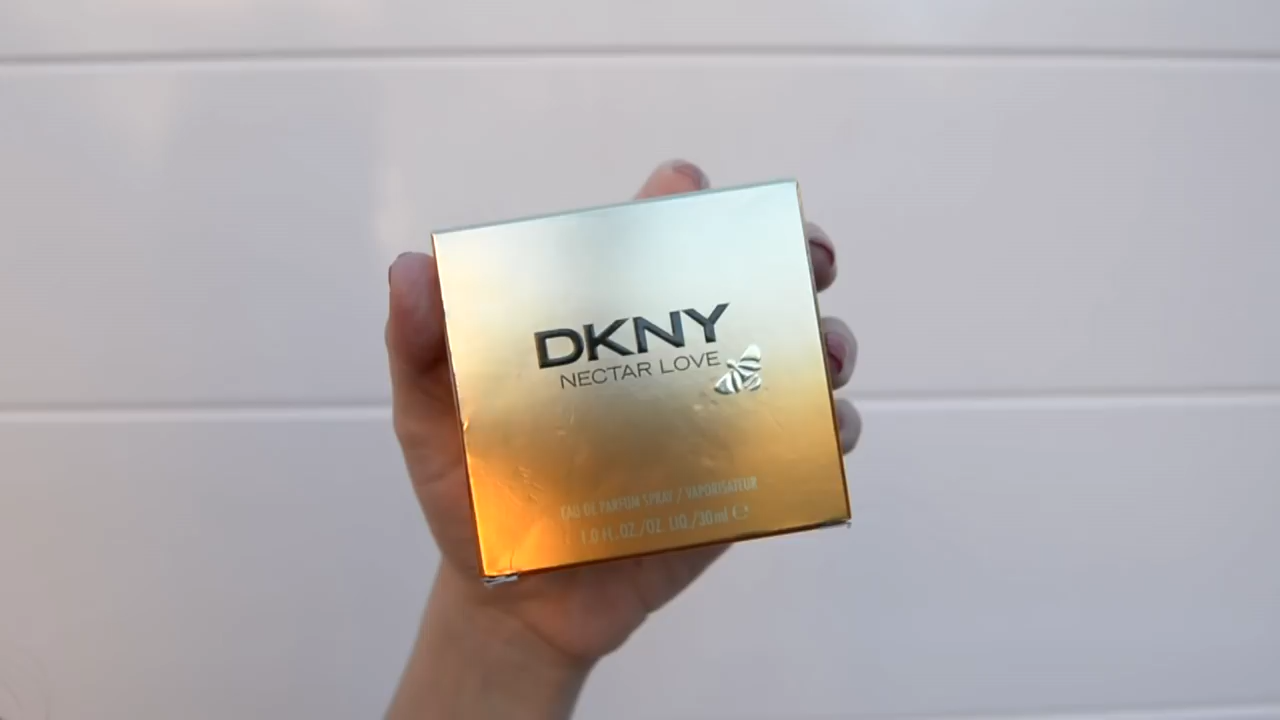 DKNY
NECTAR LOVE
EAU DE PARFUM SPRAY / VAPORISATEUR
1.0 FL.OZ./OZ. LIQ./30 ml ℮